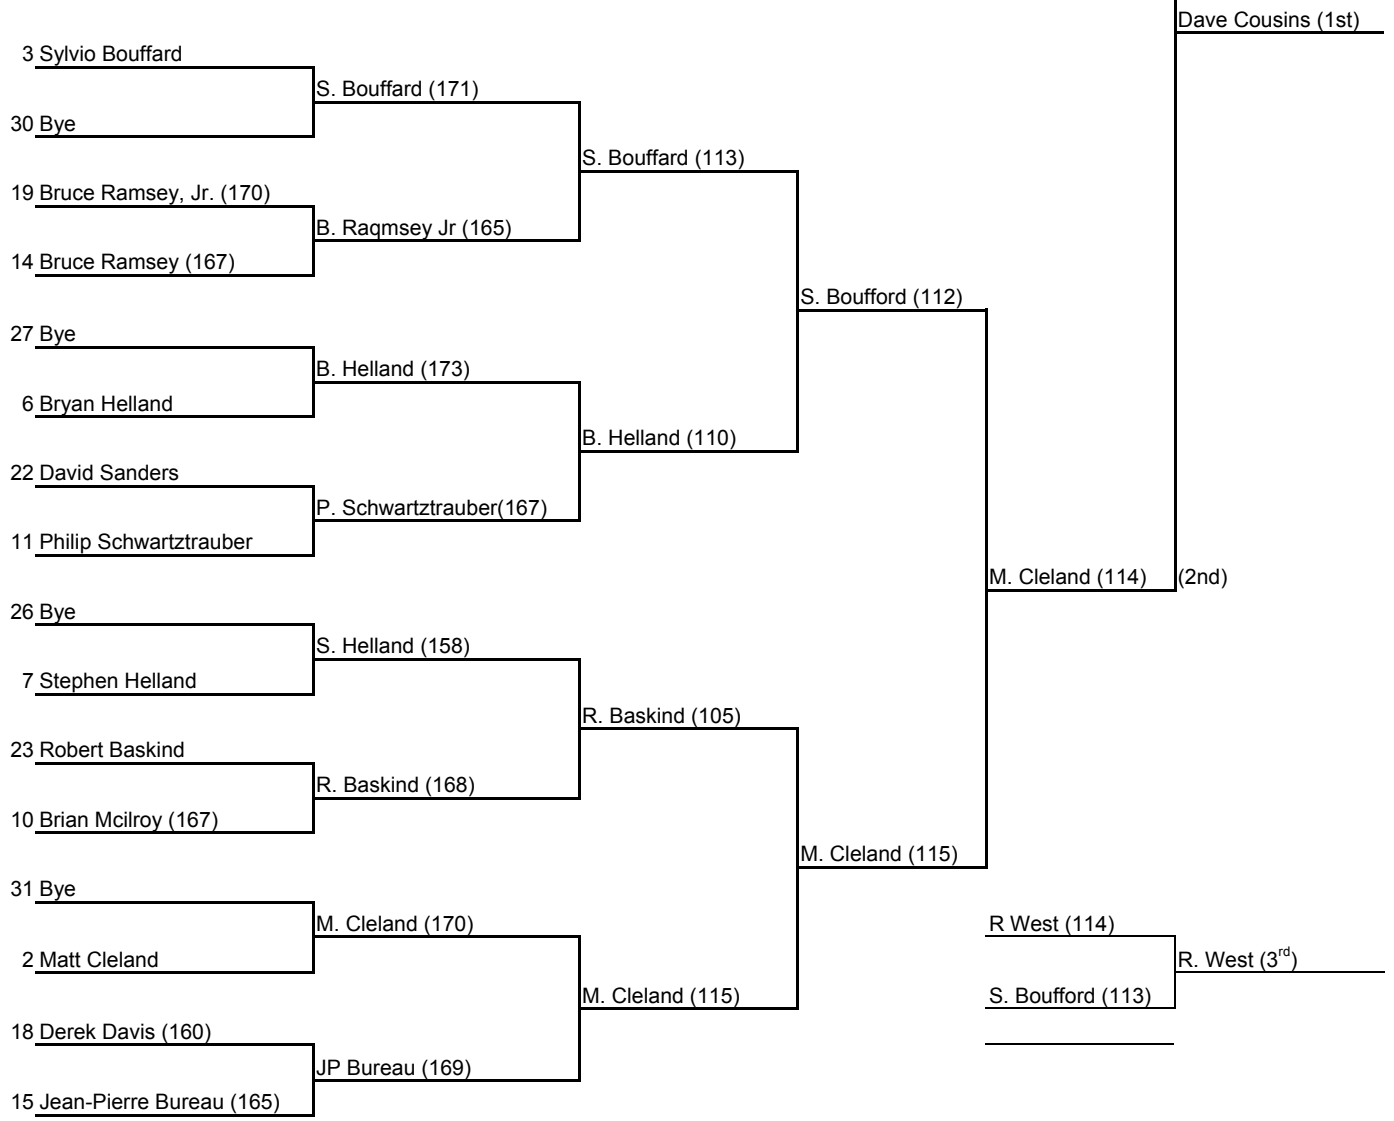 Dave Cousins (1st)
3 Sylvio Bouffard
S. Bouffard (171)
30 Bye
S. Bouffard (113)
19 Bruce Ramsey, Jr. (170)
B. Raqmsey Jr (165)
14 Bruce Ramsey (167)
S. Boufford (112)
27 Bye
B. Helland (173)
6 Bryan Helland
B. Helland (110)
22 David Sanders
P. Schwartztrauber(167)
11 Philip Schwartztrauber
M. Cleland (114) (2nd)
26 Bye
S. Helland (158)
7 Stephen Helland
R. Baskind (105)
23 Robert Baskind
R. Baskind (168)
10 Brian Mcilroy (167)
M. Cleland (115)
31 Bye
M. Cleland (170)
R West (114)
2 Matt Cleland
R. West (3rd)
M. Cleland (115)
S. Boufford (113)
18 Derek Davis (160)
JP Bureau (169)
15 Jean-Pierre Bureau (165)